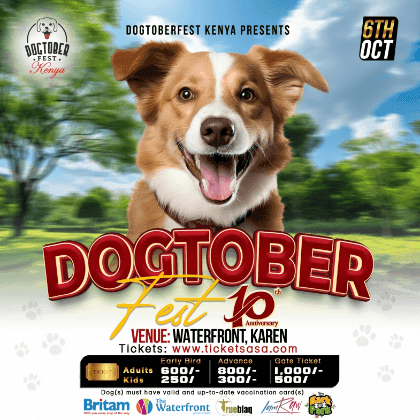 DOGTOBER
FEST
Kenya
DOGTOBERFEST KENYA PRESENTS
6TH
OCT
DOGTOBER
Fest 10th
Anniversary
VENUE: WATERFRONT, KAREN
Tickets: www.ticketsasa.com
TICKET
Early Bird Advance Gate Ticket
Adults 600/- 800/- 1,000/-
Kids 250/- 300/- 500/-
Dog(s) must have valid and up-to-date vaccination card(s)
Britam
The Waterfront
Trueblaq